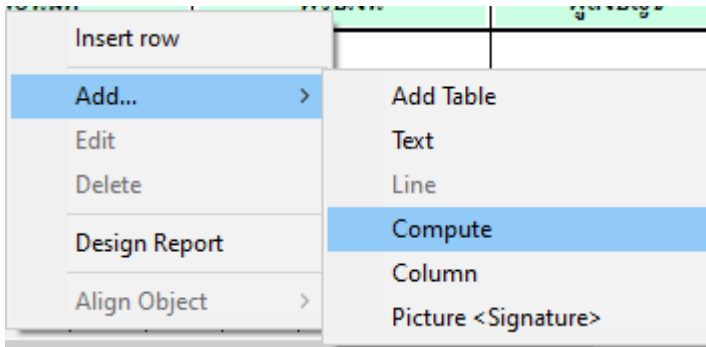 Insert row
Add...
Edit
Delete
Design Report
Align Object
Add Table
Text
Line
Compute
Column
Picture <Signature>